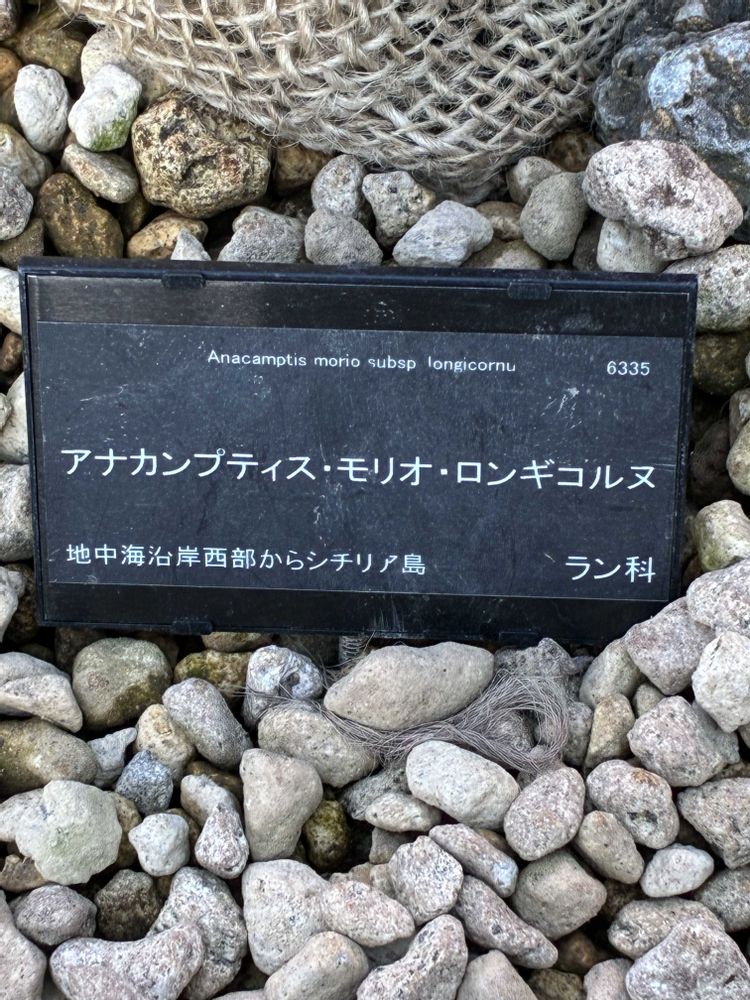 Anacamptis morio subsp. longicornu 6335
アナカンプティス・モリオ・ロンギコルヌ
地中海沿岸西部からシチリア島 ラン科